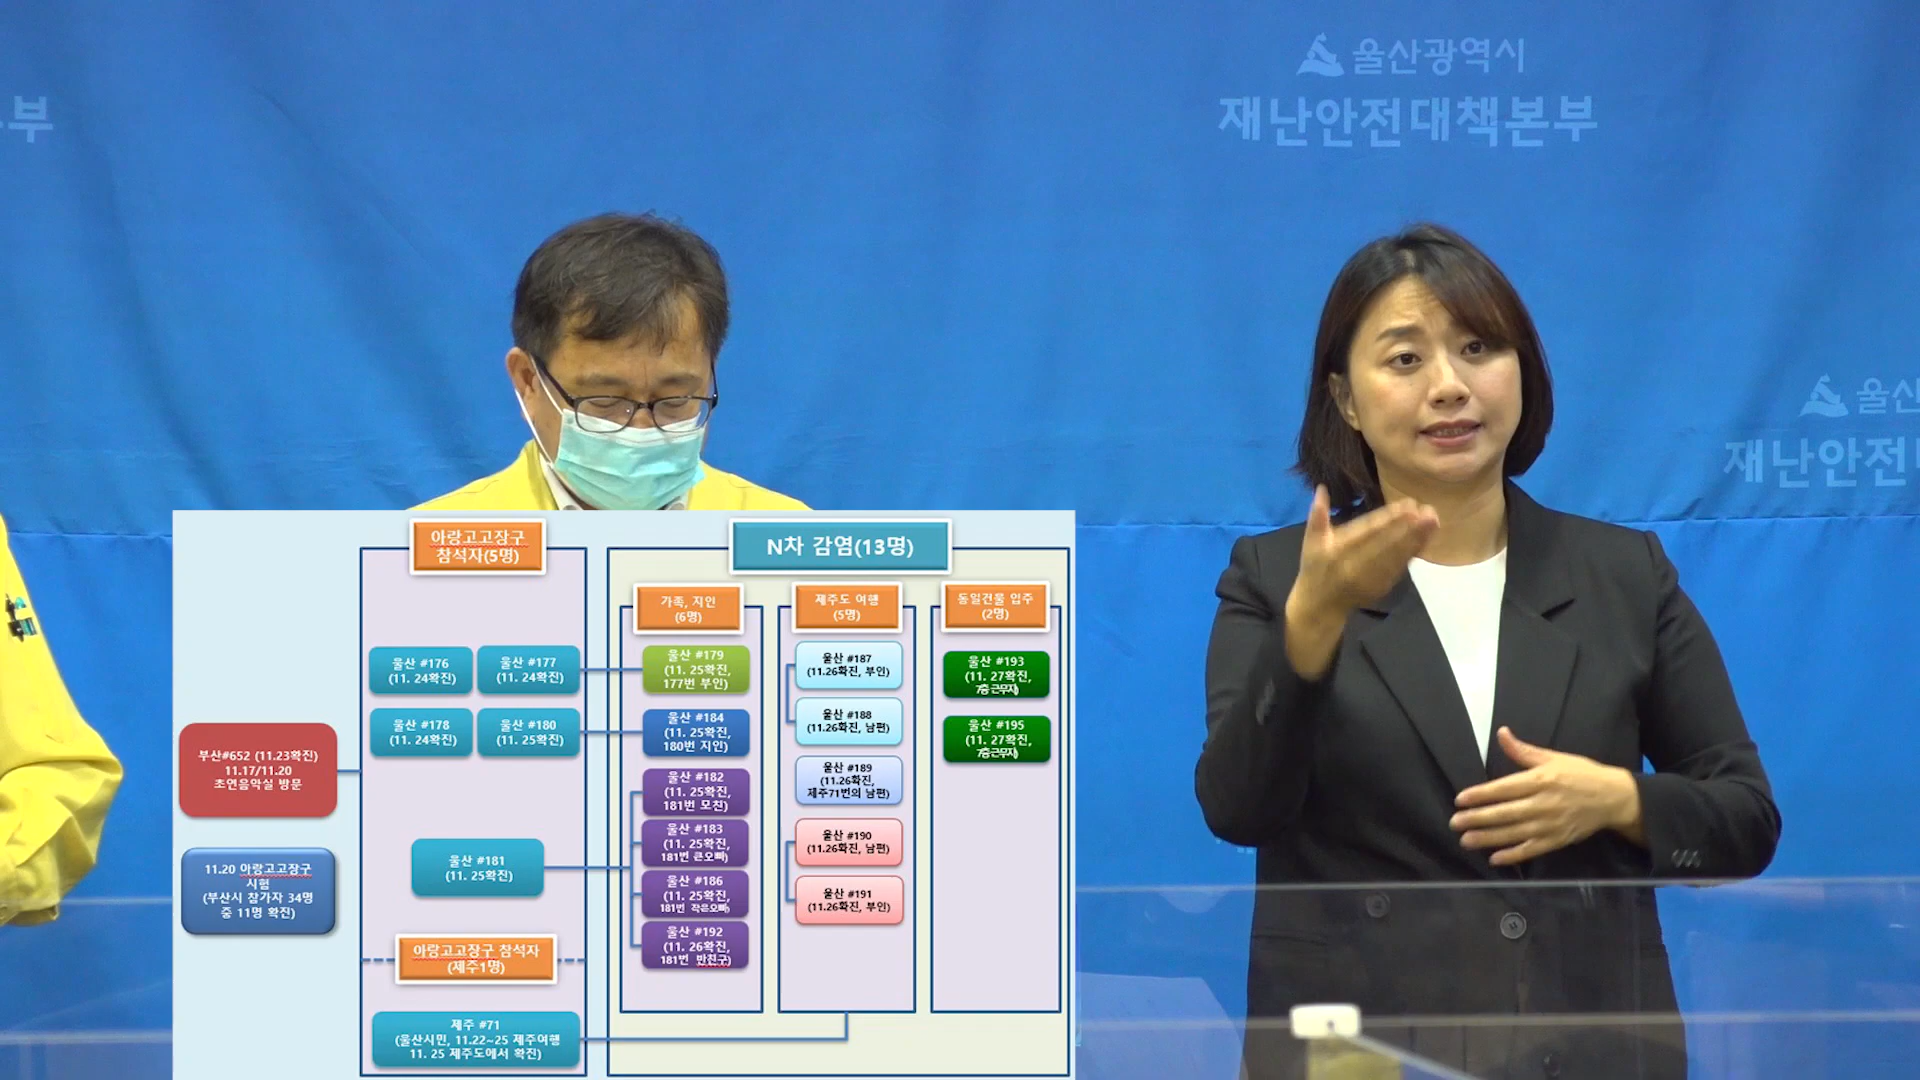 울산광역시
재난안전대책본부
부
울산
재난안전
아랑고고장구
참석자(5명)
N차 감염(13명)
가족, 지인
(6명)
제주도 여행
(5명)
동일건물 입주
(2명)
울산 #176
(11. 24확진)
울산 #177
(11. 24확진)
울산 #178
(11. 24확진)
울산 #180
(11. 25확진)
부산#652 (11.23확진)
11.17/11.20
초연음악실 방문
11.20 아랑고고장구
시험
(부산시 참가자 34명
중 11명 확진)
울산 #181
(11. 25확진)
아랑고고장구 참석자
(제주1명)
제주 #71
(울산시민, 11.22~25 제주여행
11. 25 제주도에서 확진)
울산 #179
(11. 25확진,
177번 부인)
울산 #184
(11. 25확진,
180번 지인)
울산 #182
(11. 25확진,
181번 모친)
울산 #183
(11. 25확진,
181번 큰오빠)
울산 #186
(11. 25확진,
181번 작은오빠)
울산 #192
(11. 26확진,
181번 반친구)
울산 #187
(11.26확진, 부인)
울산 #188
(11.26확진, 남편)
울산 #189
(11.26확진,
제주71번의 남편)
울산 #190
(11.26확진, 남편)
울산 #191
(11.26확진, 부인)
울산 #193
(11. 27확진,
7층근무자)
울산 #195
(11. 27확진,
7층근무자)